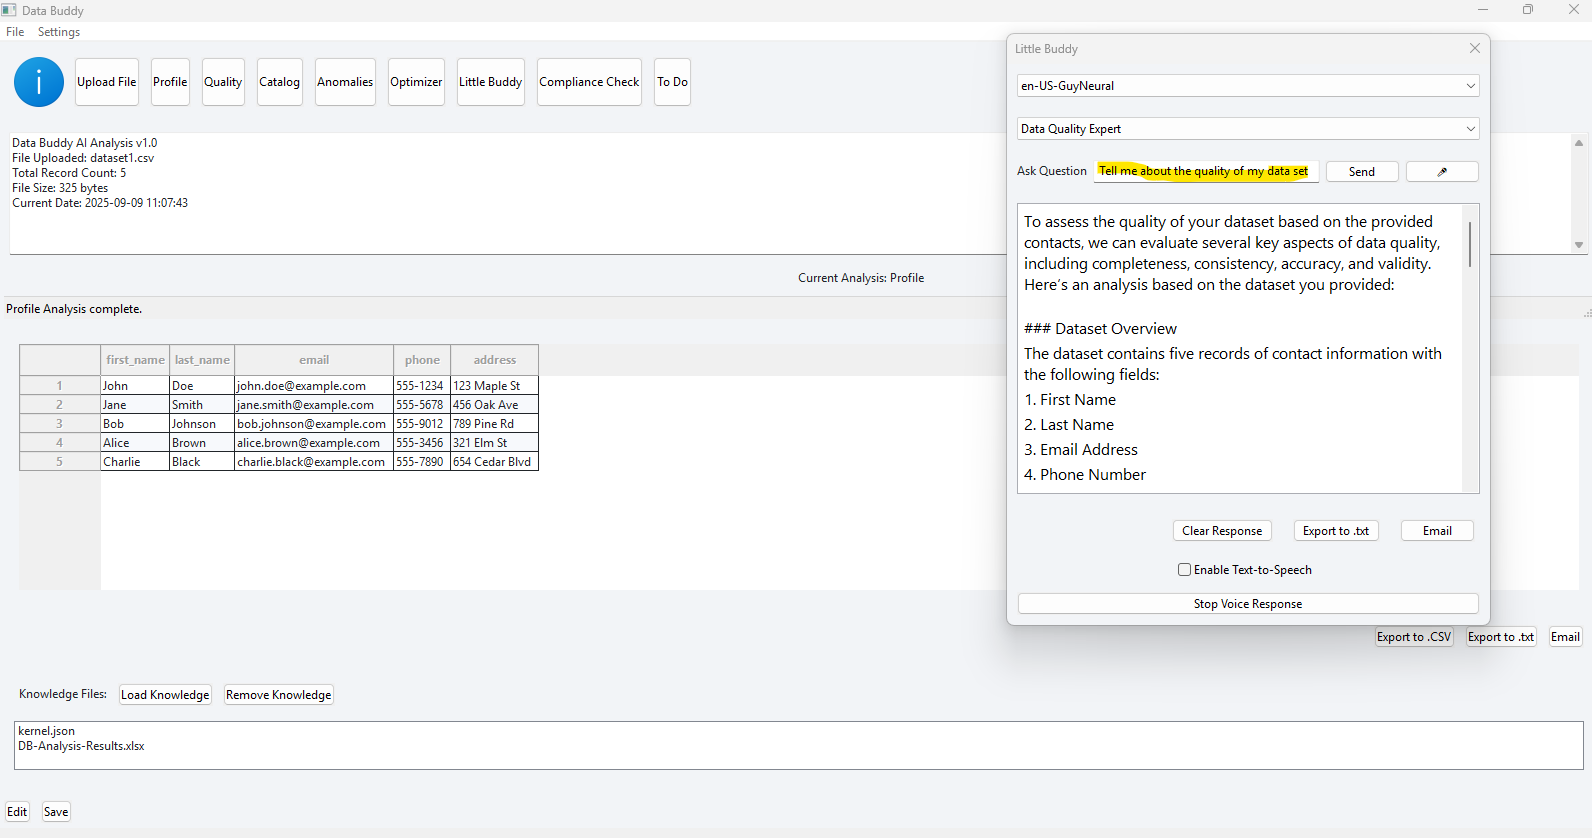 Data Buddy
File Settings
i
Upload File Profile Quality Catalog Anomalies Optimizer Little Buddy Compliance Check To Do
Data Buddy AI Analysis v1.0
File Uploaded: dataset1.csv
Total Record Count: 5
File Size: 325 bytes
Current Date: 2025-09-09 11:07:43
Current Analysis: Profile
Profile Analysis complete.
first_name last_name email phone address
1 John Doe john.doe@example.com 555-1234 123 Maple St
2 Jane Smith jane.smith@example.com 555-5678 456 Oak Ave
3 Bob Johnson bob.johnson@example.com 555-9012 789 Pine Rd
4 Alice Brown alice.brown@example.com 555-3456 321 Elm St
5 Charlie Black charlie.black@example.com 555-7890 654 Cedar Blvd
Little Buddy
en-US-GuyNeural
Data Quality Expert
Ask Question Tell me about the quality of my data set Send
To assess the quality of your dataset based on the provided
contacts, we can evaluate several key aspects of data quality,
including completeness, consistency, accuracy, and validity.
Here's an analysis based on the dataset you provided:
### Dataset Overview
The dataset contains five records of contact information with
the following fields:
1. First Name
2. Last Name
3. Email Address
4. Phone Number
Clear Response Export to .txt Email
Enable Text-to-Speech
Stop Voice Response
Export to .CSV Export to .txt Email
Knowledge Files: Load Knowledge Remove Knowledge
kernel.json
DB-Analysis-Results.xlsx
Edit Save